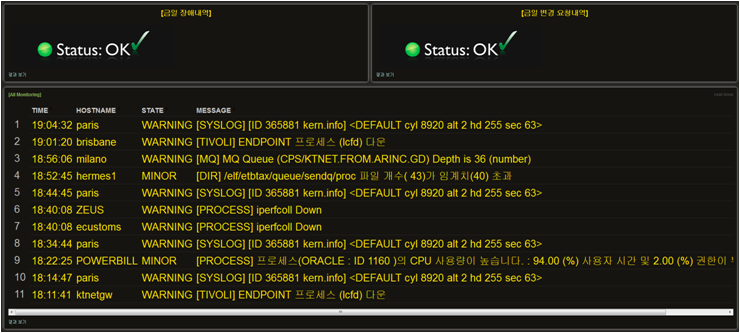 [금일 장애내역]
Status: OK
결과 보기
[금일 변경 요청내역]
Status: OK
결과 보기
[All Monitoring]
TIME HOSTNAME STATE MESSAGE
1 19:04:32 paris WARNING [SYSLOG] [ID 365881 kern.info] <DEFAULT cyl 8920 alt 2 hd 255 sec 63>
2 19:01:20 brisbane WARNING [TIVOLI] ENDPOINT 프로세스 (lcfd) 다운
3 18:56:06 milano WARNING [MQ] MQ Queue (CPS/KTNET.FROM.ARINC.GD) Depth is 36 (number)
4 18:52:45 hermes1 MINOR [DIR] /elf/etbtax/queue/sendq/proc 파일 개수( 43)가 임계치(40) 초과
5 18:44:45 paris WARNING [SYSLOG] [ID 365881 kern.info] <DEFAULT cyl 8920 alt 2 hd 255 sec 63>
6 18:40:08 ZEUS WARNING [PROCESS] iperfcoll Down
7 18:40:08 ecustoms WARNING [PROCESS] iperfcoll Down
8 18:34:44 paris WARNING [SYSLOG] [ID 365881 kern.info] <DEFAULT cyl 8920 alt 2 hd 255 sec 63>
9 18:22:25 POWERBILL MINOR [PROCESS] 프로세스(ORACLE : ID 1160 )의 CPU 사용량이 높습니다. : 94.00 (%) 사용자 시간 및 2.00 (%) 권한이
10 18:14:47 paris WARNING [SYSLOG] [ID 365881 kern.info] <DEFAULT cyl 8920 alt 2 hd 255 sec 63>
11 18:11:41 ktnetgw WARNING [TIVOLI] ENDPOINT 프로세스 (lcfd) 다운
결과 보기